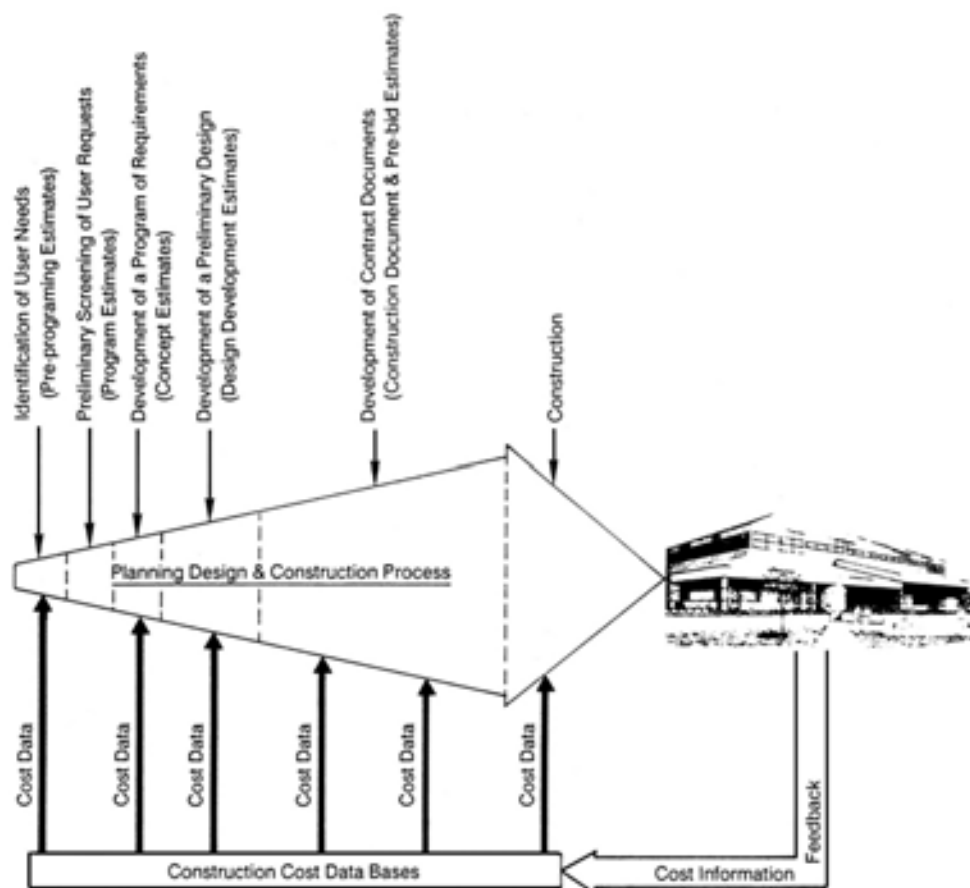 Identification of User Needs
(Pre-programing Estimates)
Preliminary Screening of User Requests
(Program Estimates)
Development of a Program of Requirements
(Concept Estimates)
Development of a Preliminary Design
(Design Development Estimates)
Development of Contract Documents
(Construction Document & Pre-bid Estimates)
Construction
Planning Design & Construction Process
Cost Data
Cost Data
Cost Data
Cost Data
Cost Data
Cost Data
Feedback
Construction Cost Data Bases
Cost Information